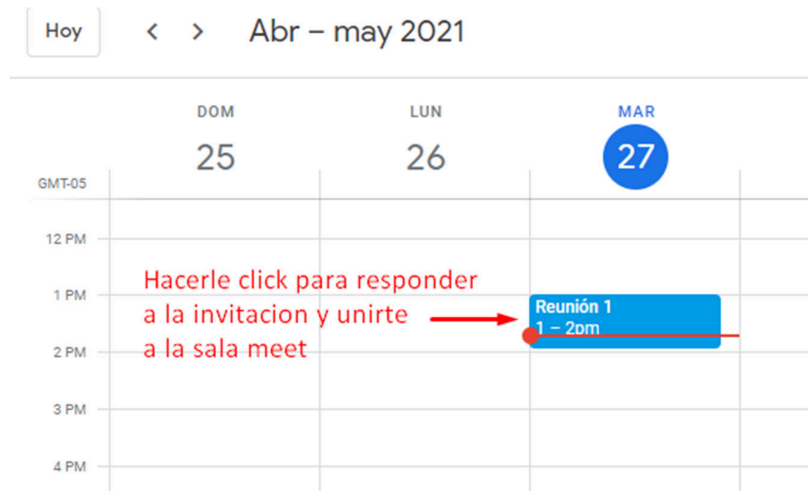 Hoy < > Abr – may 2021
DOM LUN MAR
25 26 27
GMT-05
12 PM
Hacerle click para responder
1 PM
Reunión 1
a la invitacion y unirte
1 – 2pm
a la sala meet
2 PM
3 PM
4 PM